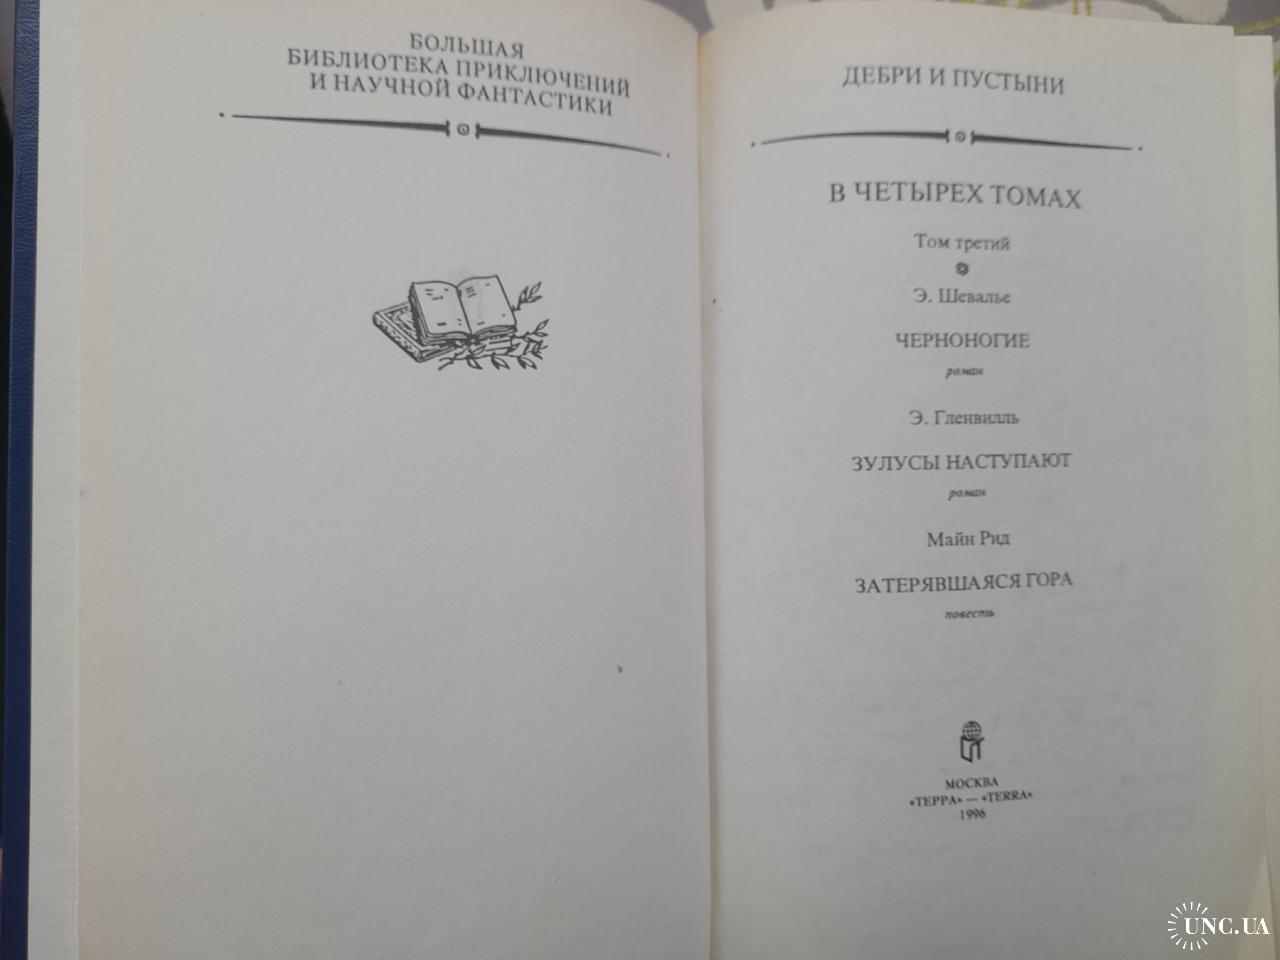 БОЛЬШАЯ
БИБЛИОТЕКА ПРИКЛЮЧЕНИЙ
И НАУЧНОЙ ФАНТАСТИКИ
ДЕБРИ И ПУСТЫНИ
В ЧЕТЫРЕХ ТОМАХ
Том третий
Э. Шевалье
ЧЕРНОНОГИЕ
роман
Э. Гленвилль
ЗУЛУСЫ НАСТУПАЮТ
роман
Майн Рид
ЗАТЕРЯВШАЯСЯ ГОРА
повесть
МОСКВА
«ТЕРРА» — «TERRA»
1996
UNC.UA